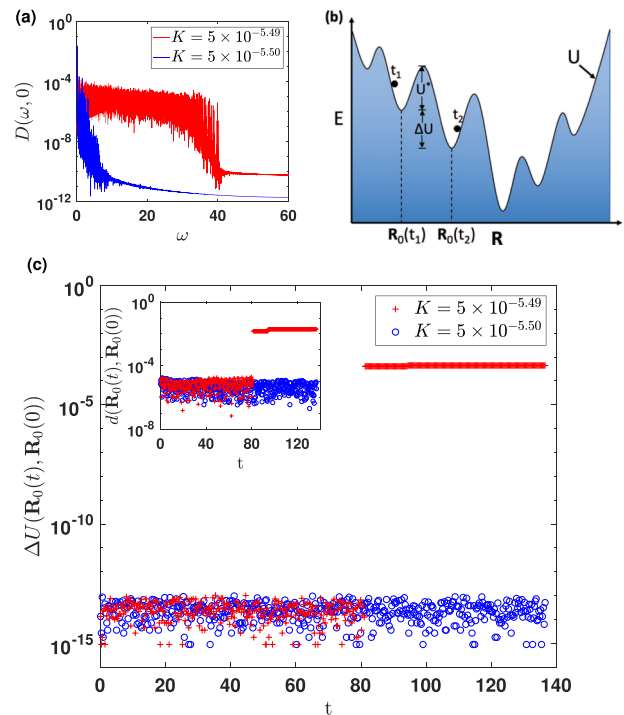 (a)
10^0
10^-6
10^-12
D(ω, 0)
0 20 40 60
ω
K = 5 × 10^-5.49
K = 5 × 10^-5.50
(b)
E
t1
t2
U*
ΔU
U
R0(t1) R0(t2) R
(c)
10^0
10^-5
10^-10
10^-15
ΔU(R0(t), R0(0))
0 20 40 60 80 100 120 140
t
K = 5 × 10^-5.49
K = 5 × 10^-5.50
10^0
10^-4
10^-8
d(R0(t), R0(0))
0 40 80 120
t